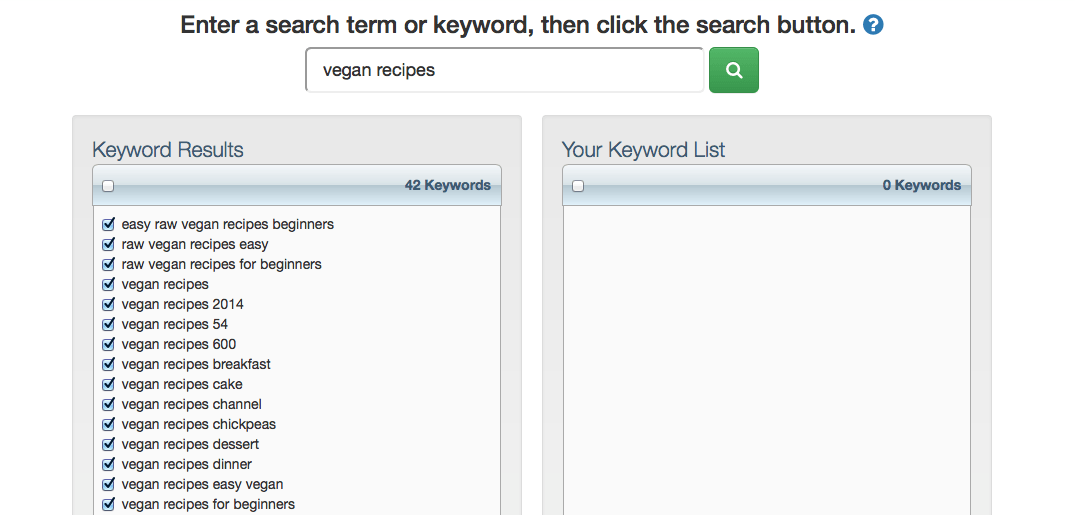 Enter a search term or keyword, then click the search button. ?
vegan recipes
Keyword Results
42 Keywords
easy raw vegan recipes beginners
raw vegan recipes easy
raw vegan recipes for beginners
vegan recipes
vegan recipes 2014
vegan recipes 54
vegan recipes 600
vegan recipes breakfast
vegan recipes cake
vegan recipes channel
vegan recipes chickpeas
vegan recipes dessert
vegan recipes dinner
vegan recipes easy vegan
vegan recipes for beginners
Your Keyword List
0 Keywords